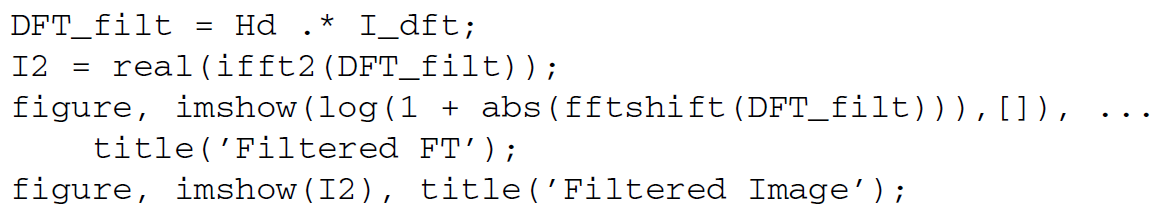 DFT_filt = Hd .* I_dft;
I2 = real(ifft2(DFT_filt));
figure, imshow(log(1 + abs(fftshift(DFT_filt))),[]), ...
    title(’Filtered FT’);
figure, imshow(I2), title(’Filtered Image’);